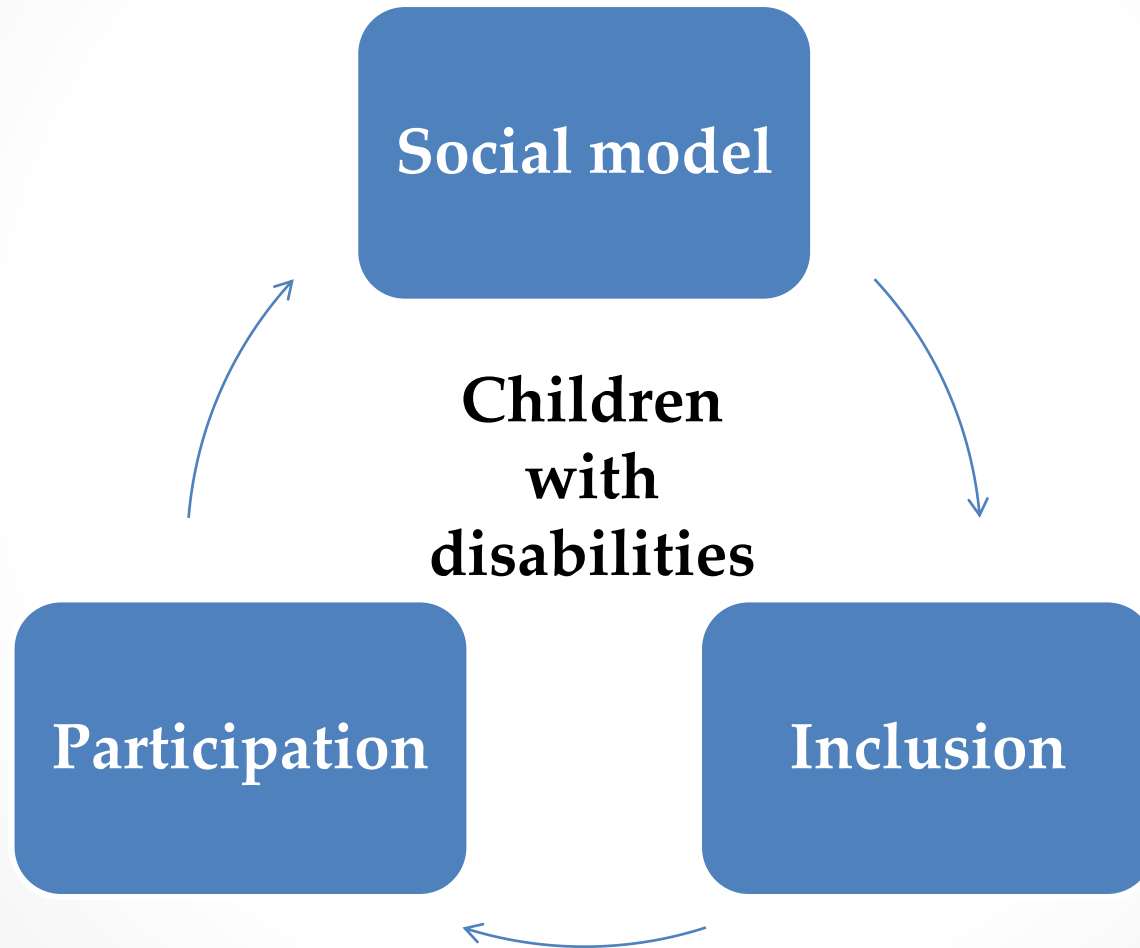 Social model
Children
with
disabilities
Participation
Inclusion